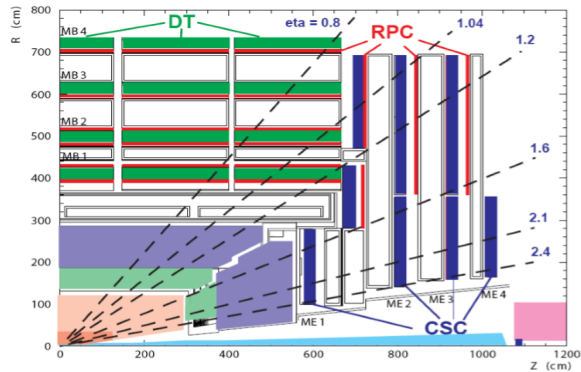 R (cm)
800
700
600
500
400
300
200
100
0
MB 4
MB 3
MB 2
MB 1
DT
eta = 0.8
RPC
1.04
1.2
1.6
2.1
2.4
ME 1
ME 2
ME 3
ME 4
CSC
0
200
400
600
800
1000
1200
Z (cm)